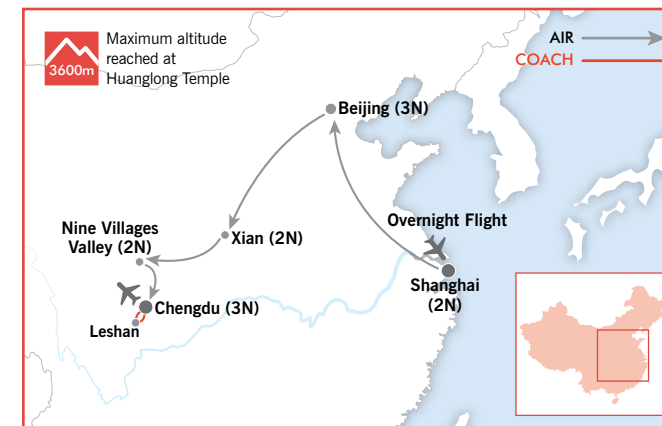 Maximum altitude
reached at
Huanglong Temple
3600m
AIR
COACH
Beijing (3N)
Overnight Flight
Nine Villages
Valley (2N)
Xian (2N)
Shanghai
(2N)
Chengdu (3N)
Leshan